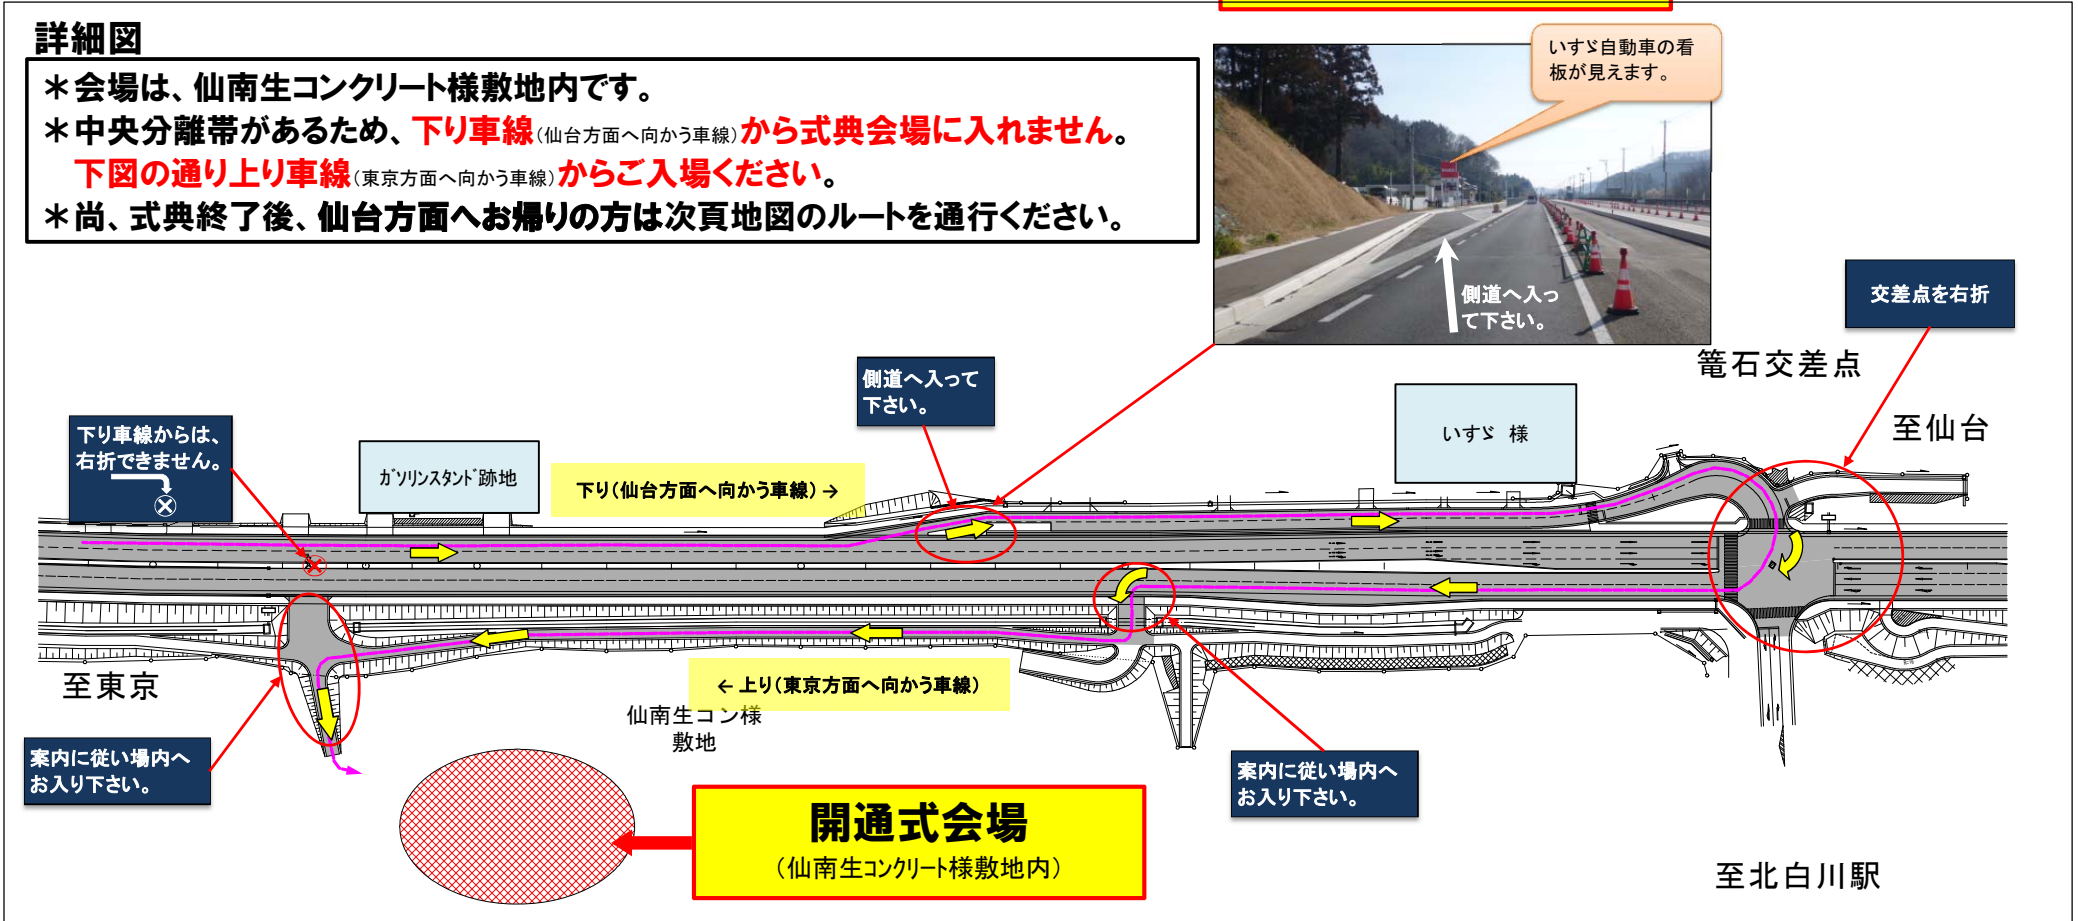 詳細図
＊会場は、仙南生コンクリート様敷地内です。
＊中央分離帯があるため、下り車線(仙台方面へ向かう車線)から式典会場に入れません。
下図の通り上り車線(東京方面へ向かう車線)からご入場ください。
＊尚、式典終了後、仙台方面へお帰りの方は次頁地図のルートを通行ください。
いすゞ自動車の看
板が見えます。
側道へ入っ
て下さい。
交差点を右折
篭石交差点
至仙台
側道へ入って
下さい。
いすゞ 様
下り車線からは、
右折できません。
ガソリンスタンド跡地
下り(仙台方面へ向かう車線)→
至東京
←上り(東京方面へ向かう車線)
仙南生コン様
敷地
案内に従い場内へ
お入り下さい。
案内に従い場内へ
お入り下さい。
開通式会場
(仙南生コンクリート様敷地内)
至北白川駅